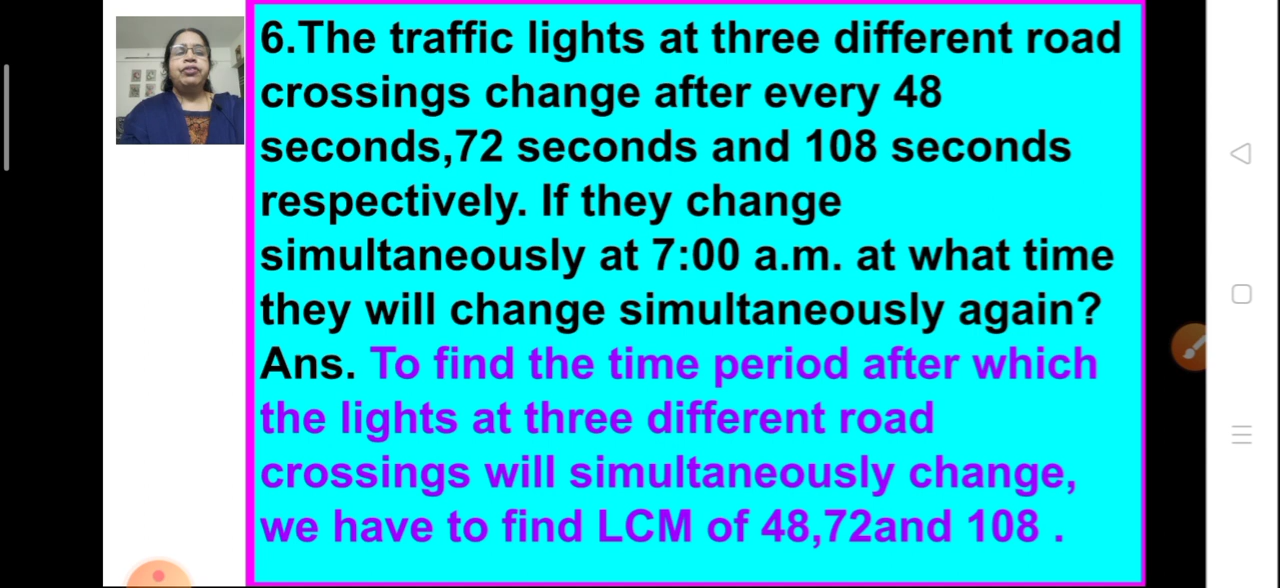 6.The traffic lights at three different road
crossings change after every 48
seconds,72 seconds and 108 seconds
respectively. If they change
simultaneously at 7:00 a.m. at what time
they will change simultaneously again?
Ans. To find the time period after which
the lights at three different road
crossings will simultaneously change,
we have to find LCM of 48,72and 108 .